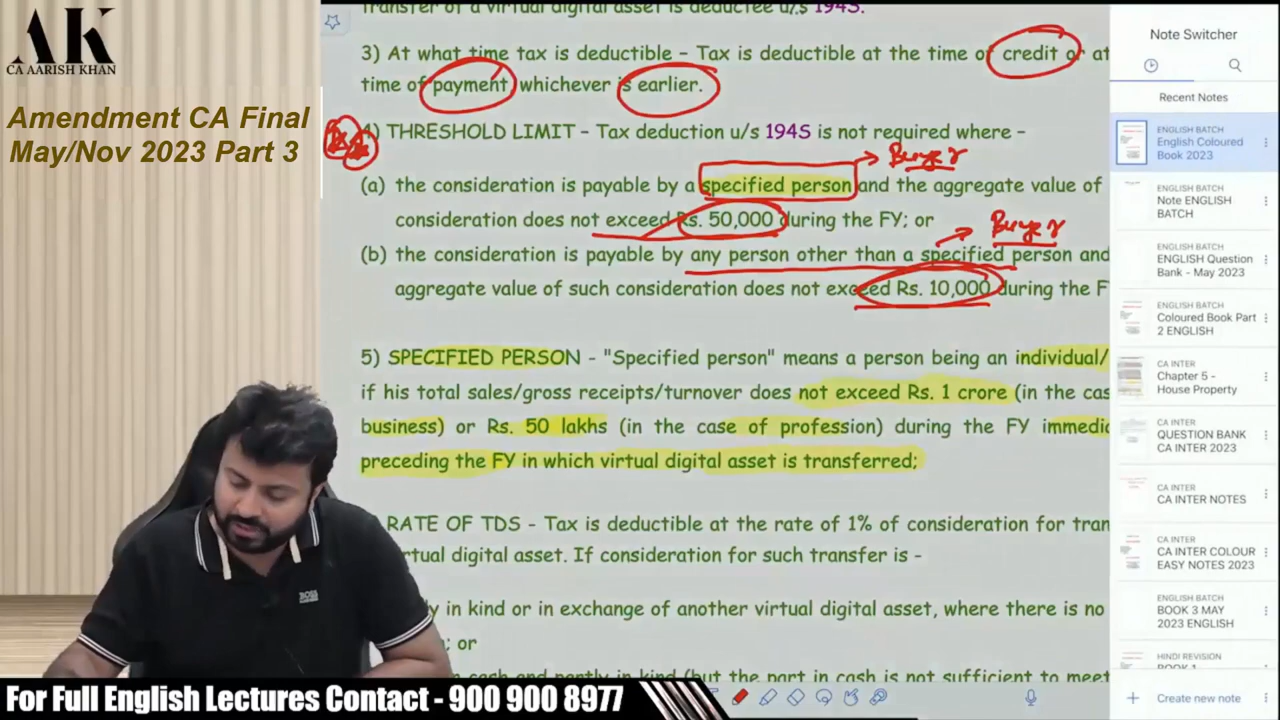 AK
CA AARISH KHAN
Amendment CA Final
May/Nov 2023 Part 3
transfer of a virtual digital asset is deductee u/s 194S.
3) At what time tax is deductible – Tax is deductible at the time of credit or at
time of payment whichever is earlier.
4) THRESHOLD LIMIT – Tax deduction u/s 194S is not required where –
Buyer
(a) the consideration is payable by a specified person and the aggregate value of
consideration does not exceed Rs. 50,000 during the FY; or
Buyer
(b) the consideration is payable by any person other than a specified person and
aggregate value of such consideration does not exceed Rs. 10,000 during the F
5) SPECIFIED PERSON - "Specified person" means a person being an individual/
if his total sales/gross receipts/turnover does not exceed Rs. 1 crore (in the cas
business) or Rs. 50 lakhs (in the case of profession) during the FY immedi
preceding the FY in which virtual digital asset is transferred;
RATE OF TDS - Tax is deductible at the rate of 1% of consideration for tran
rtual digital asset. If consideration for such transfer is -
y in kind or in exchange of another virtual digital asset, where there is no
; or
cash and partly in kind (but the part in cash is not sufficient to meet
BOSS
Note Switcher
Recent Notes
ENGLISH BATCH
English Coloured
Book 2023
ENGLISH BATCH
Note ENGLISH
BATCH
ENGLISH BATCH
ENGLISH Question
Bank - May 2023
ENGLISH BATCH
Coloured Book Part
2 ENGLISH
CA INTER
Chapter 5 -
House Property
CA INTER
QUESTION BANK
CA INTER 2023
CA INTER
CA INTER NOTES
CA INTER
CA INTER COLOUR
EASY NOTES 2023
ENGLISH BATCH
BOOK 3 MAY
2023 ENGLISH
HINDI REVISION
BOOK 1
Create new note
For Full English Lectures Contact - 900 900 8977